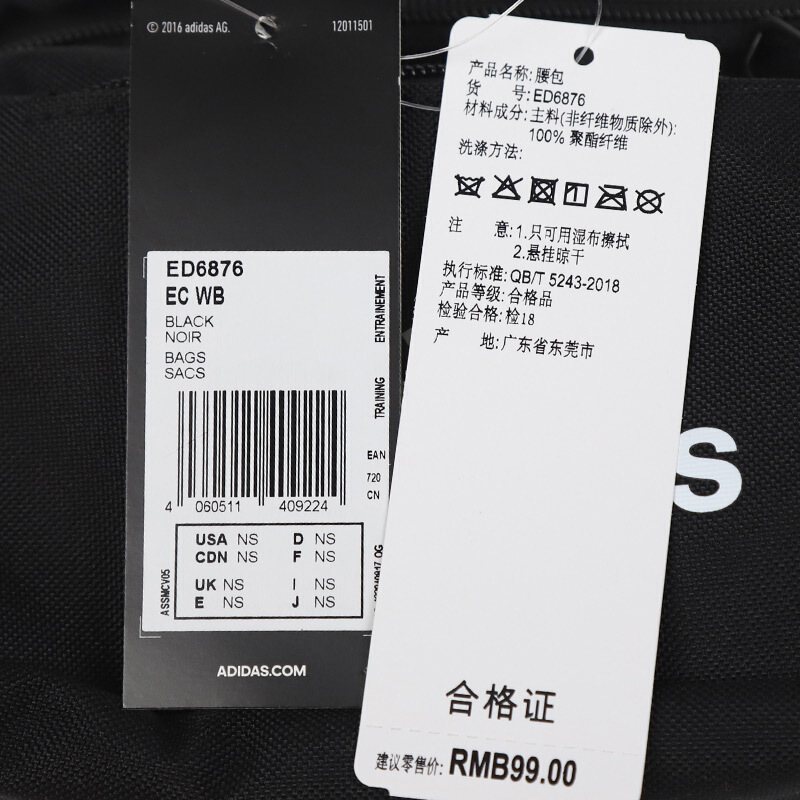 © 2016 adidas AG.
12011501
ED6876
EC WB
BLACK
NOIR
BAGS
SACS
TRAINING ENTRAINEMENT
EAN
720
CN
4 060511 409224
USA NS D NS
CDN NS F NS
UK NS I NS
E NS J NS
ASSMCV05
ADIDAS.COM
产品名称: 腰包
货 号: ED6876
材料成分: 主料(非纤维物质除外):
100% 聚酯纤维
洗涤方法:
注 意: 1.只可用湿布擦拭
2.悬挂晾干
执行标准: QB/T 5243-2018
产品等级: 合格品
检验合格: 检18
产 地: 广东省东莞市
合格证
建议零售价: RMB99.00
s